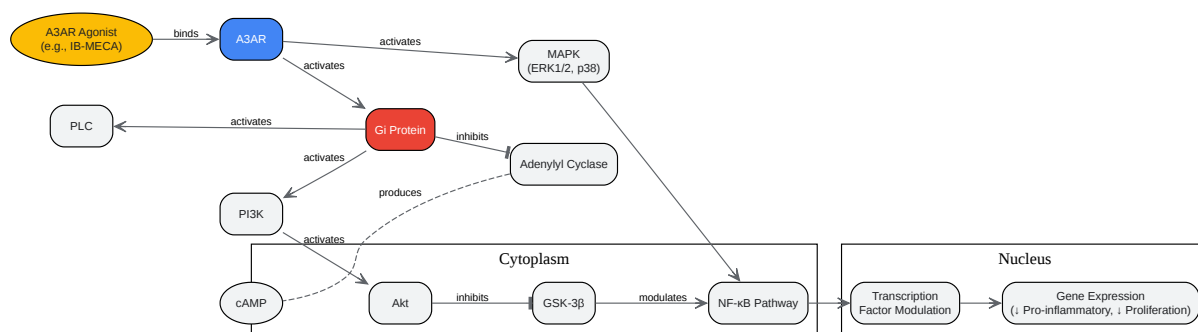 A3AR Agonist
(e.g., IB-MECA)
binds
A3AR
activates
MAPK
(ERK1/2, p38)
activates
PLC
activates
Gi Protein
inhibits
Adenylyl Cyclase
activates
produces
PI3K
activates
Cytoplasm
Nucleus
cAMP
Akt
inhibits
GSK-3β
modulates
NF-κB Pathway
Transcription
Factor Modulation
Gene Expression
(↓ Pro-inflammatory, ↓ Proliferation)